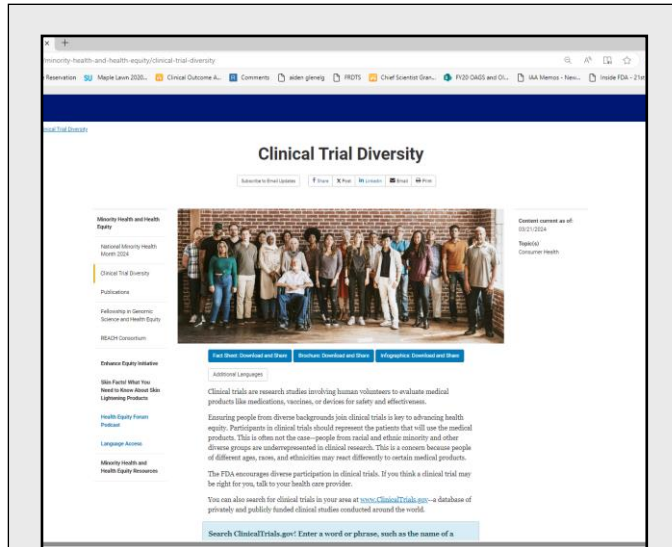 × +
minority-health-and-health-equity/clinical-trial-diversity
Reservation SU Maple Lawn 2020... Clinical Outcome A... Comments aiden glenelg FRDTS Chief Scientist Gran... FY20 OAGS and OI... IAA Memos - New... Inside FDA - 21st
Clinical Trial Diversity
Clinical Trial Diversity
Subscribe to Email Updates Share Post Linkedin Email Print
Minority Health and Health
Equity
National Minority Health
Month 2024
Clinical Trial Diversity
Publications
Fellowship in Genomic
Science and Health Equity
REACH Consortium
Enhance Equity Initiative
Skin Facts! What You
Need to Know About Skin
Lightening Products
Health Equity Forum
Podcast
Language Access
Minority Health and
Health Equity Resources
Content current as of:
03/21/2024
Topic(s)
Consumer Health
Fact Sheet: Download and Share Brochure: Download and Share Infographics: Download and Share
Additional Languages
Clinical trials are research studies involving human volunteers to evaluate medical
products like medications, vaccines, or devices for safety and effectiveness.
Ensuring people from diverse backgrounds join clinical trials is key to advancing health
equity. Participants in clinical trials should represent the patients that will use the medical
products. This is often not the case—people from racial and ethnic minority and other
diverse groups are underrepresented in clinical research. This is a concern because people
of different ages, races, and ethnicities may react differently to certain medical products.
The FDA encourages diverse participation in clinical trials. If you think a clinical trial may
be right for you, talk to your health care provider.
You can also search for clinical trials in your area at www.ClinicalTrials.gov--a database of
privately and publicly funded clinical studies conducted around the world.
Search ClinicalTrials.gov! Enter a word or phrase, such as the name of a